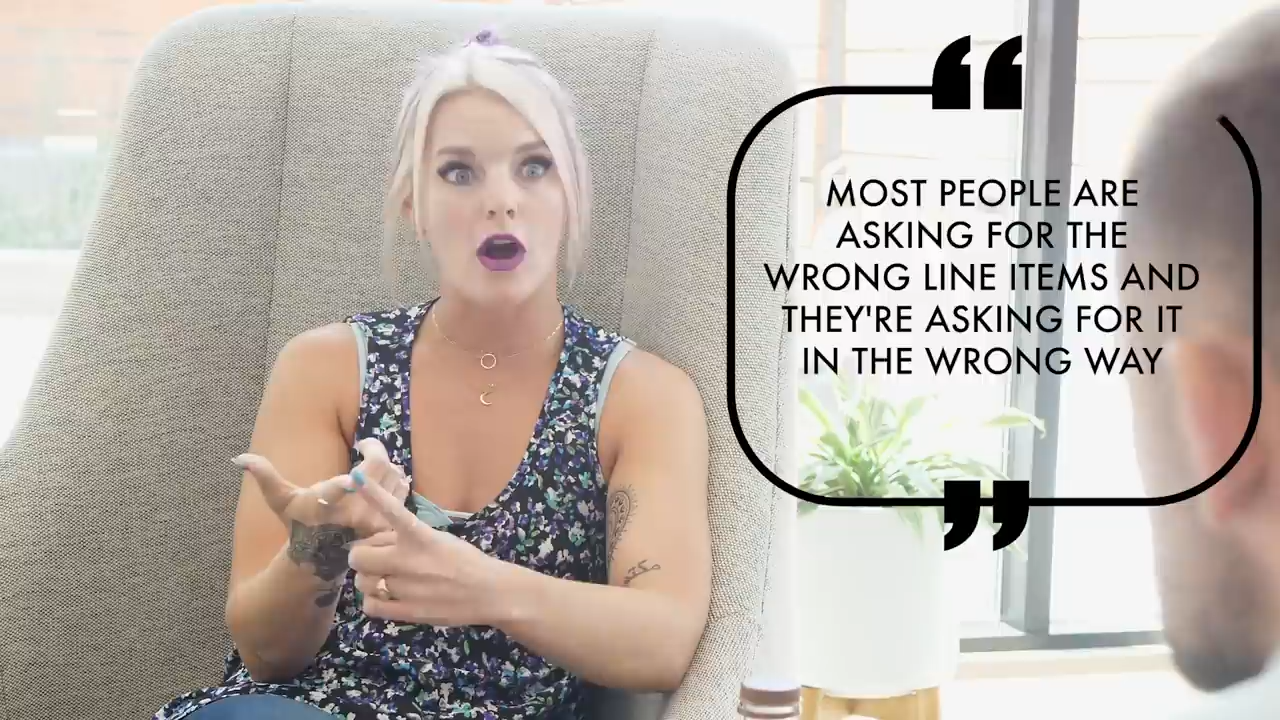 MOST PEOPLE ARE
ASKING FOR THE
WRONG LINE ITEMS AND
THEY'RE ASKING FOR IT
IN THE WRONG WAY